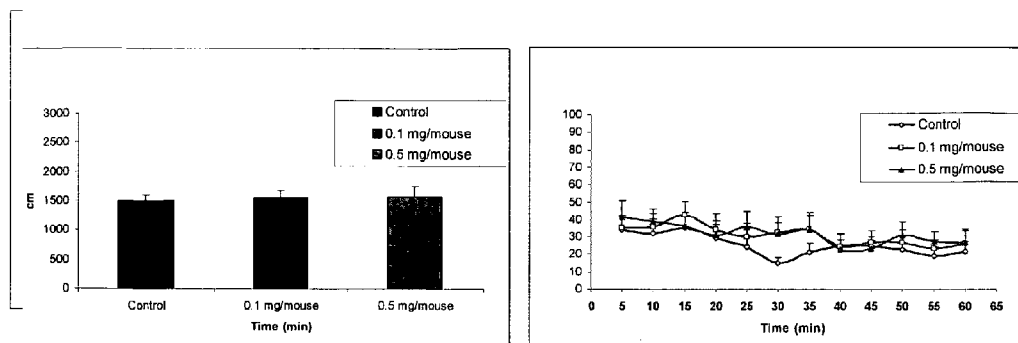 Control
0.1 mg/mouse
0.5 mg/mouse
3000
2500
2000
1500
1000
500
0
cm
Control 0.1 mg/mouse 0.5 mg/mouse
Time (min)
Control
0.1 mg/mouse
0.5 mg/mouse
100
90
80
70
60
50
40
30
20
10
0
0 5 10 15 20 25 30 35 40 45 50 55 60 65
Time (min)